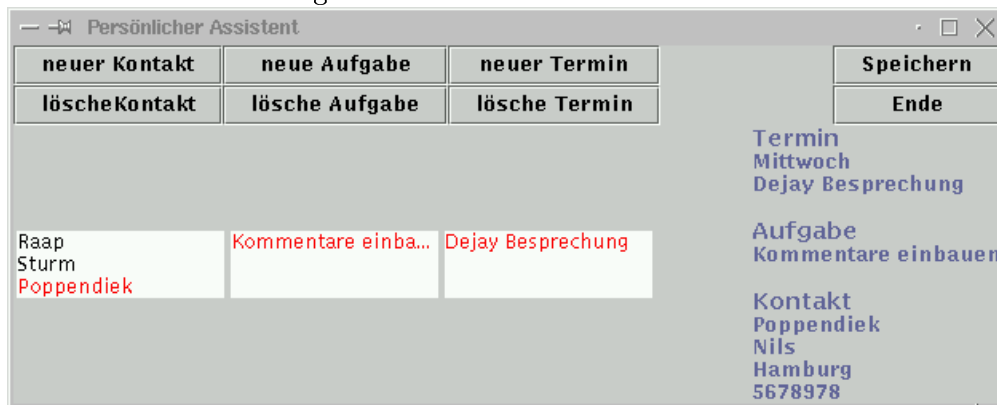 Persönlicher Assistent
neuer Kontakt neue Aufgabe neuer Termin Speichern
löscheKontakt lösche Aufgabe lösche Termin Ende
Termin
Mittwoch
Dejay Besprechung
Aufgabe
Kommentare einbauen
Kontakt
Poppendiek
Nils
Hamburg
5678978
Raap
Sturm
Poppendiek
Kommentare einba...
Dejay Besprechung